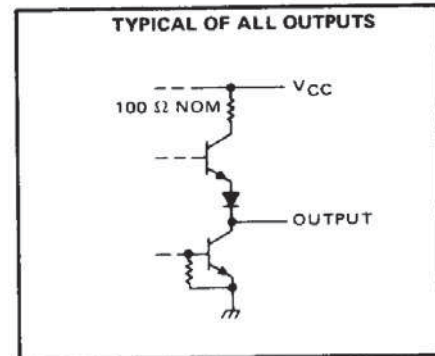 TYPICAL OF ALL OUTPUTS
VCC
100 Ω NOM
OUTPUT